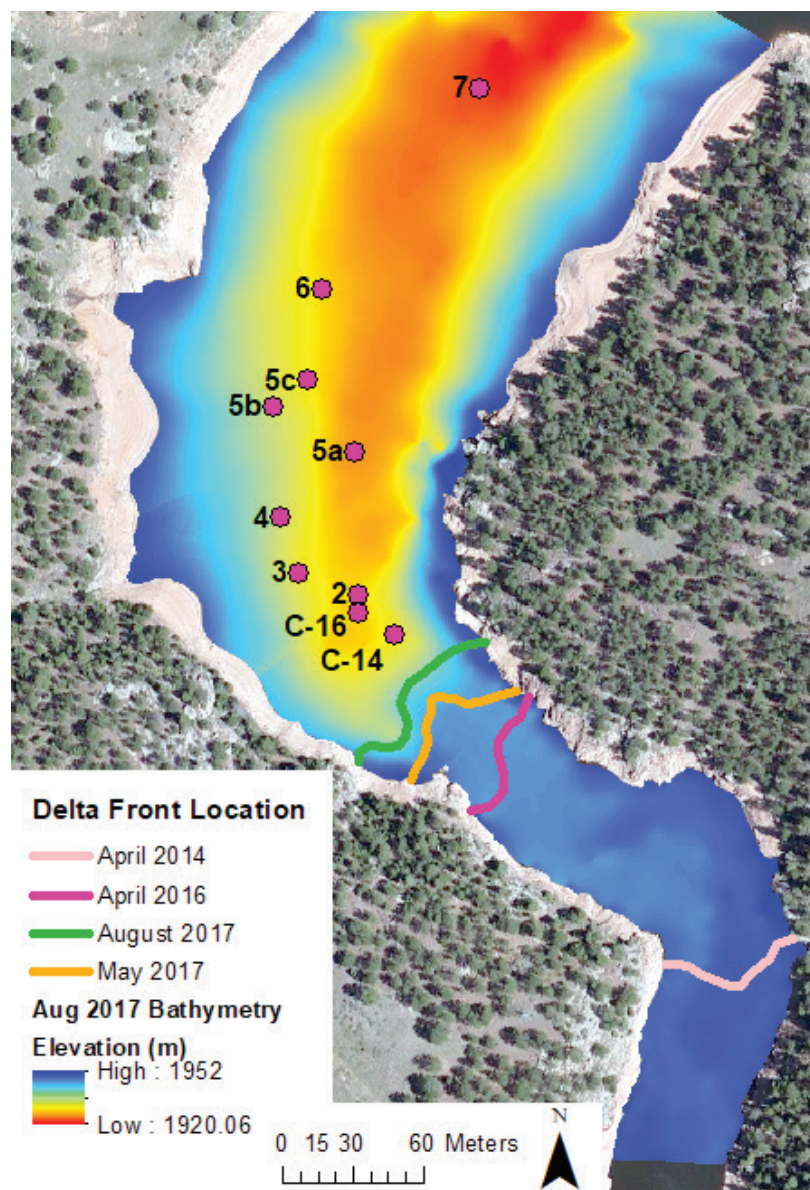 7
6
5c
5b
5a
4
3
2
C-16
C-14
Delta Front Location
April 2014
April 2016
August 2017
May 2017
Aug 2017 Bathymetry
Elevation (m)
High : 1952
Low : 1920.06
N
0 15 30 60 Meters